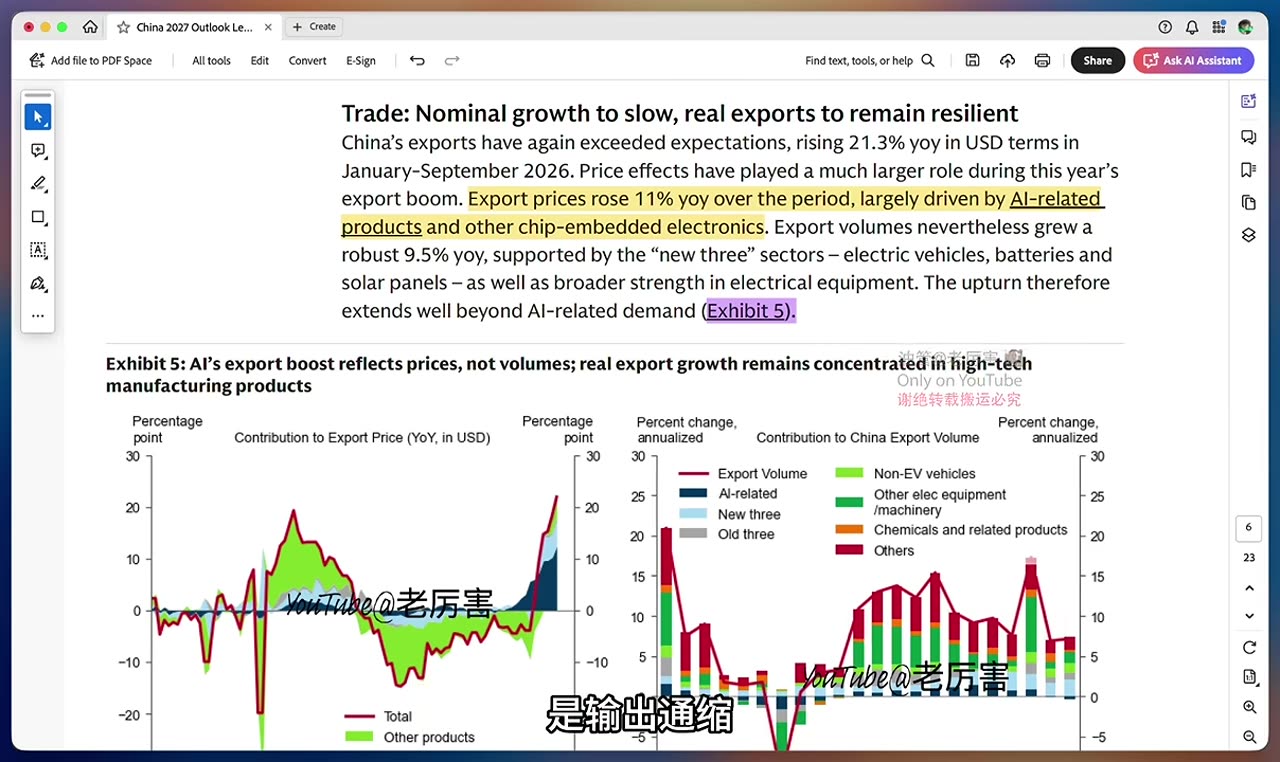 China 2027 Outlook Le...
Create
Add file to PDF Space
All tools
Edit
Convert
E-Sign
Find text, tools, or help
Share
Ask AI Assistant
Trade: Nominal growth to slow, real exports to remain resilient
China’s exports have again exceeded expectations, rising 21.3% yoy in USD terms in
January-September 2026. Price effects have played a much larger role during this year’s
export boom. Export prices rose 11% yoy over the period, largely driven by AI-related
products and other chip-embedded electronics. Export volumes nevertheless grew a
robust 9.5% yoy, supported by the “new three” sectors – electric vehicles, batteries and
solar panels – as well as broader strength in electrical equipment. The upturn therefore
extends well beyond AI-related demand (Exhibit 5).
Exhibit 5: AI’s export boost reflects prices, not volumes; real export growth remains concentrated in high-tech
manufacturing products
Only on YouTube
谢绝转载搬运必究
Percentage
point
Contribution to Export Price (YoY, in USD)
Percentage
point
30
20
10
0
−10
−20
30
20
10
0
−10
Total
Other products
Percent change,
annualized
Contribution to China Export Volume
Percent change,
annualized
30
25
20
15
10
5
−5
30
25
20
15
10
5
0
−5
Export Volume
AI-related
New three
Old three
Non-EV vehicles
Other elec equipment
/machinery
Chemicals and related products
Others
YouTube@老厉害
YouTube@老厉害
是输出通缩
6
23